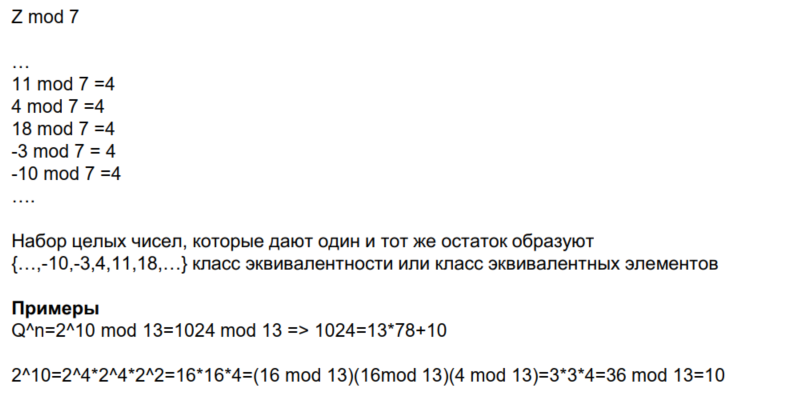 Z mod 7
…
11 mod 7 =4
4 mod 7 =4
18 mod 7 =4
-3 mod 7 = 4
-10 mod 7 =4
….
Набор целых чисел, которые дают один и тот же остаток образуют
{…,-10,-3,4,11,18,…} класс эквивалентности или класс эквивалентных элементов
Примеры
Q^n=2^10 mod 13=1024 mod 13 => 1024=13*78+10
2^10=2^4*2^4*2^2=16*16*4=(16 mod 13)(16mod 13)(4 mod 13)=3*3*4=36 mod 13=10